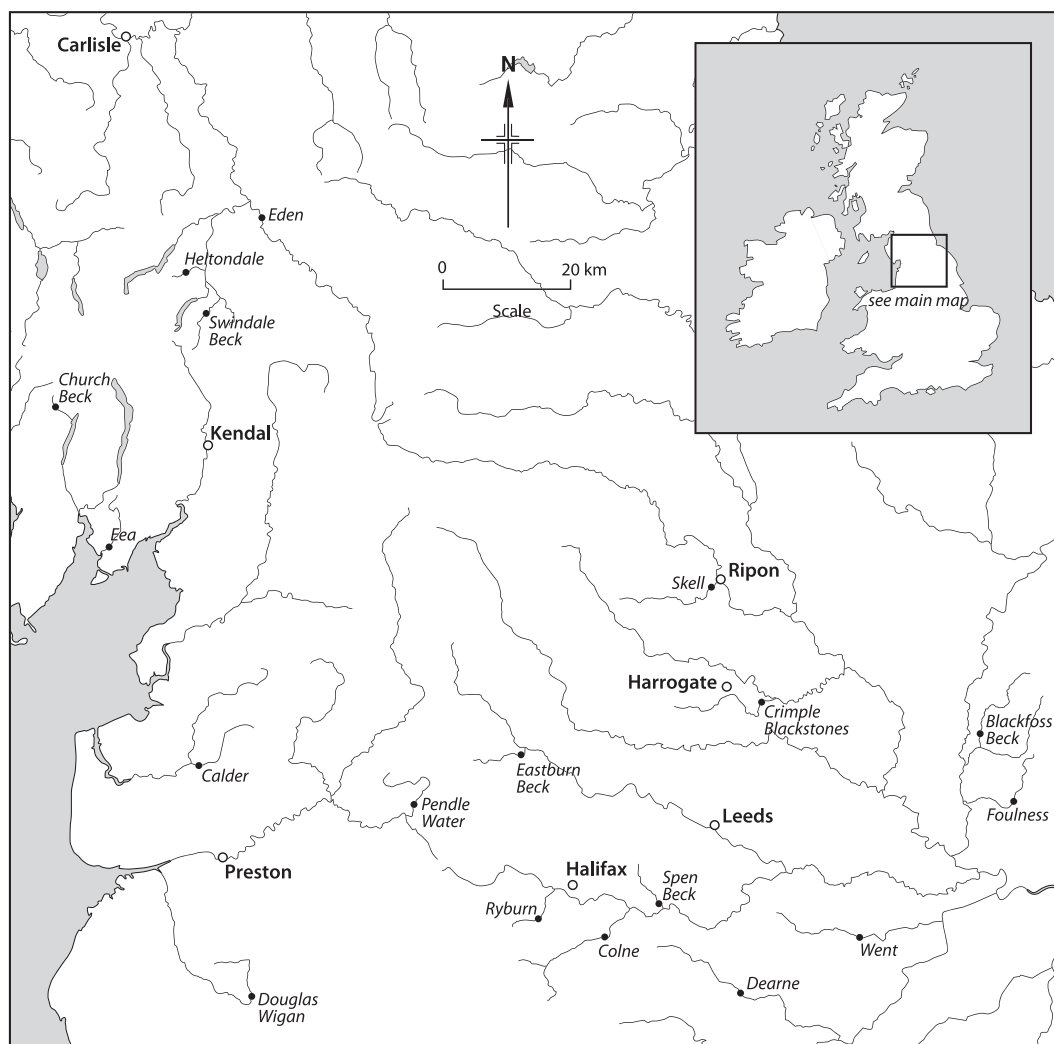 Carlisle
N
Eden
Heltondale
0 20 km
Scale
see main map
Swindale
Beck
Church
Beck
Kendal
Eea
Ripon
Skell
Harrogate
Crimple
Blackstones
Blackfoss
Beck
Calder
Eastburn
Beck
Pendle
Water
Foulness
Leeds
Preston
Halifax
Spen
Beck
Ryburn
Colne
Went
Dearne
Douglas
Wigan